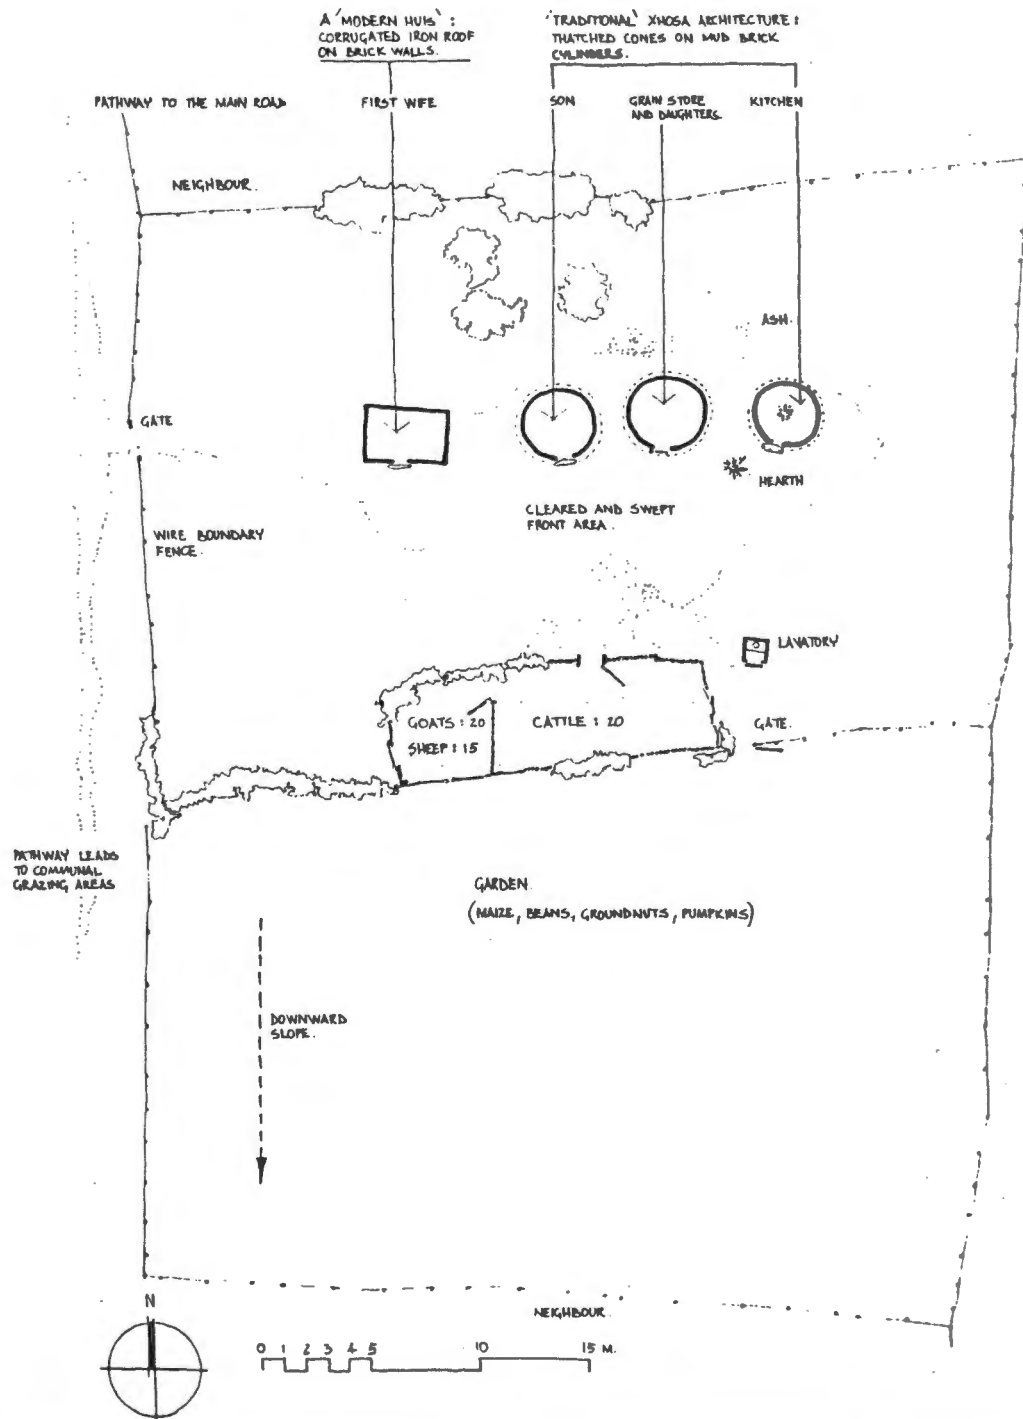 A 'MODERN HUIS' :
CORRUGATED IRON ROOF
ON BRICK WALLS.
'TRADITIONAL' XHOSA ARCHITECTURE :
THATCHED CONES ON MUD BRICK
CYLINDERS.
PATHWAY TO THE MAIN ROAD
FIRST WIFE
SON
GRAIN STORE
AND DAUGHTERS.
KITCHEN
NEIGHBOUR.
ASH.
GATE
HEARTH
CLEARED AND SWEPT
FRONT AREA.
WIRE BOUNDARY
FENCE.
LAVATORY
GOATS : 20
SHEEP : 15
CATTLE : 20
GATE.
PATHWAY LEADS
TO COMMUNAL
GRAZING AREAS
GARDEN.
(MAIZE, BEANS, GROUNDNUTS, PUMPKINS)
DOWNWARD
SLOPE.
NEIGHBOUR.
N
0 1 2 3 4 5 10 15 M.